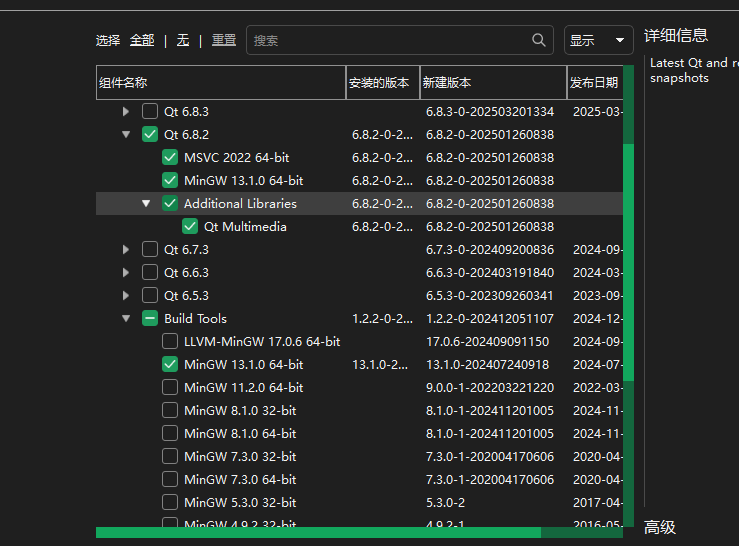 选择 全部 | 无 | 重置 搜索 显示
详细信息
Latest Qt and
snapshots
组件名称 安装的版本 新建版本 发布日期
Qt 6.8.3 6.8.3-0-202503201334 2025-03-
Qt 6.8.2 6.8.2-0-2... 6.8.2-0-202501260838
MSVC 2022 64-bit 6.8.2-0-2... 6.8.2-0-202501260838
MinGW 13.1.0 64-bit 6.8.2-0-2... 6.8.2-0-202501260838
Additional Libraries 6.8.2-0-2... 6.8.2-0-202501260838
Qt Multimedia 6.8.2-0-2... 6.8.2-0-202501260838
Qt 6.7.3 6.7.3-0-202409200836 2024-09-
Qt 6.6.3 6.6.3-0-202403191840 2024-03-
Qt 6.5.3 6.5.3-0-202309260341 2023-09-
Build Tools 1.2.2-0-2... 1.2.2-0-202412051107 2024-12-
LLVM-MinGW 17.0.6 64-bit 17.0.6-202409091150 2024-09-
MinGW 13.1.0 64-bit 13.1.0-2... 13.1.0-202407240918 2024-07-
MinGW 11.2.0 64-bit 9.0.0-1-202203221220 2022-03-
MinGW 8.1.0 32-bit 8.1.0-1-202411201005 2024-11-
MinGW 8.1.0 64-bit 8.1.0-1-202411201005 2024-11-
MinGW 7.3.0 32-bit 7.3.0-1-202004170606 2020-04-
MinGW 7.3.0 64-bit 7.3.0-1-202004170606 2020-04-
MinGW 5.3.0 32-bit 5.3.0-2 2017-04-
MinGW 4.9.2 32-bit 4.9.2-1 2016-05-
高级